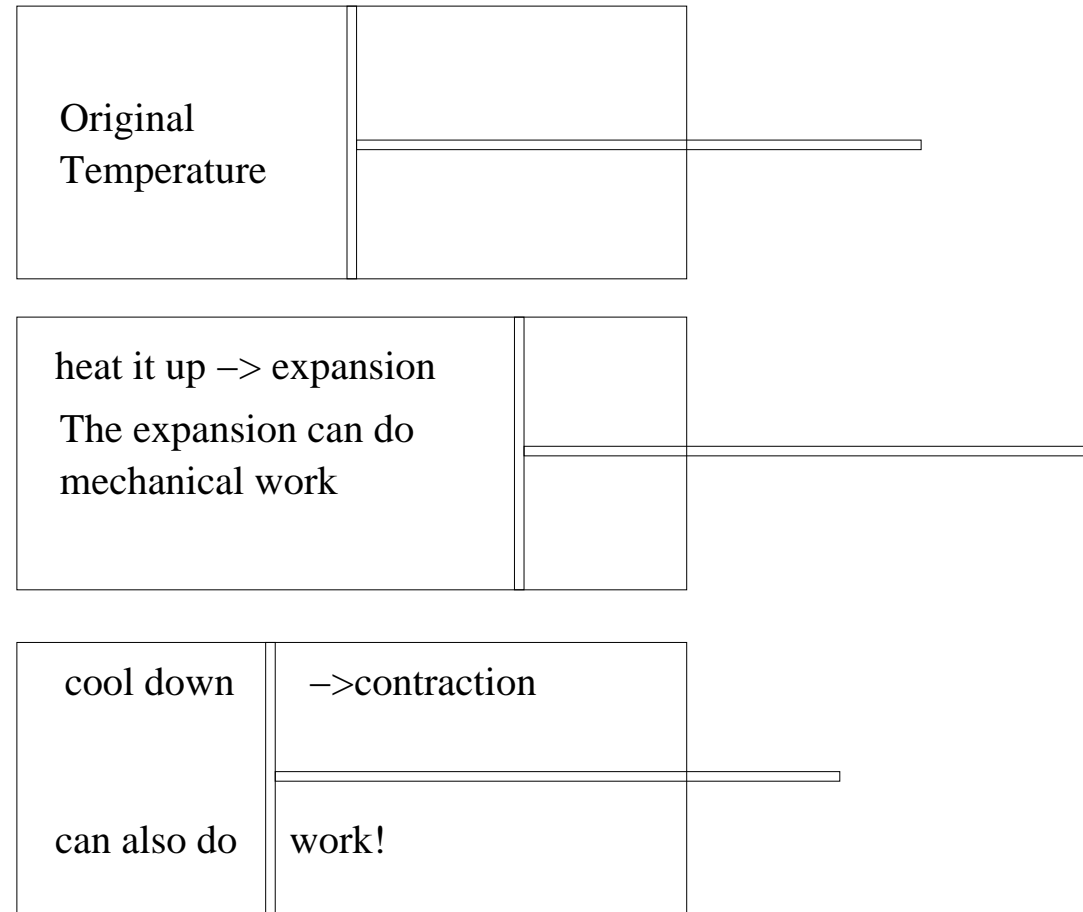 Original
Temperature
heat it up −> expansion
The expansion can do
mechanical work
cool down −>contraction
can also do work!